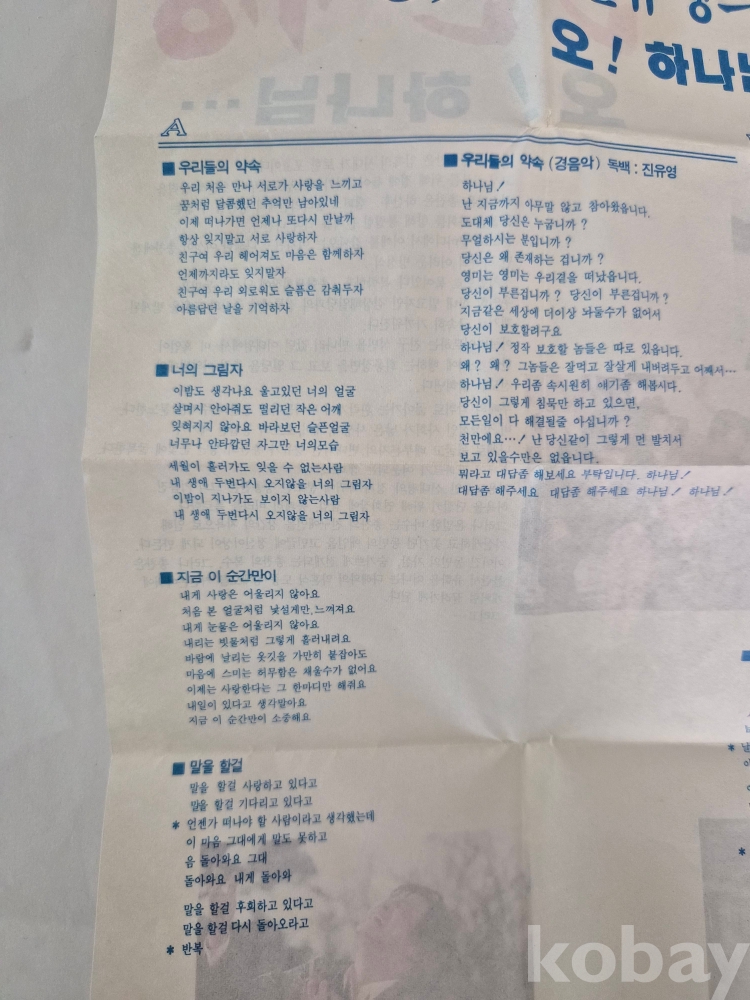 오! 하나님
A
■ 우리들의 약속
우리 처음 만나 서로가 사랑을 느끼고
꿈처럼 달콤했던 추억만 남아있네
이제 떠나가면 언제나 또다시 만날까
항상 잊지말고 서로 사랑하자
친구여 우리 헤어져도 마음은 함께하자
언제까지라도 잊지말자
친구여 우리 외로워도 슬픔은 감춰두자
아름답던 날을 기억하자
■ 너의 그림자
이밤도 생각나요 울고있던 너의 얼굴
살며시 안아줘도 떨리던 작은 어깨
잊혀지지 않아요 바라보던 슬픈얼굴
너무나 안타깝던 자그만 너의모습
세월이 흘러가도 잊을 수 없는사람
내 생애 두번다시 오지않을 너의 그림자
이밤이 지나가도 보이지 않는사람
내 생애 두번다시 오지않을 너의 그림자
■ 지금 이 순간만이
내게 사랑은 어울리지 않아요
처음 본 얼굴처럼 낯설게만, 느껴져요
내게 눈물은 어울리지 않아요
내리는 빗물처럼 그렇게 흘러내려요
바람에 날리는 옷깃을 가만히 붙잡아도
마음에 스미는 허무함은 채울수가 없어요
이제는 사랑한다는 그 한마디만 해줘요
내일이 있다고 생각말아요
지금 이 순간만이 소중해요
■ 말을 할걸
말을 할걸 사랑하고 있다고
말을 할걸 기다리고 있다고
* 언젠가 떠나야 할 사람이라고 생각했는데
이 마음 그대에게 말도 못하고
음 돌아와요 그대
돌아와요 내게 돌아와
말을 할걸 후회하고 있다고
말을 할걸 다시 돌아오라고
* 반복
■ 우리들의 약속 (경음악) 독백 : 진유영
하나님!
난 지금까지 아무말 않고 참아왔읍니다.
도대체 당신은 누굽니까?
무얼하시는 분입니까?
당신은 왜 존재하는 겁니까?
영미는 영미는 우리곁을 떠났읍니다.
당신이 부른겁니까? 당신이 부른겁니까?
지금같은 세상에 더이상 놔둘수가 없어서
당신이 보호할려구요
하나님! 정작 보호할 놈들은 따로 있읍니다.
왜? 왜? 그놈들은 잘먹고 잘살게 내버려두고 어째서…
하나님! 우리좀 속시원히 얘기좀 해봅시다.
당신이 그렇게 침묵만 하고 있으면,
모든일이 다 해결될줄 아십니까?
천만에요…! 난 당신같이 그렇게 먼 발치서
보고 있을수만은 없읍니다.
뭐라고 대답좀 해보세요 부탁입니다. 하나님!
대답좀 해주세요 대답좀 해주세요 하나님! 하나님!
kobay